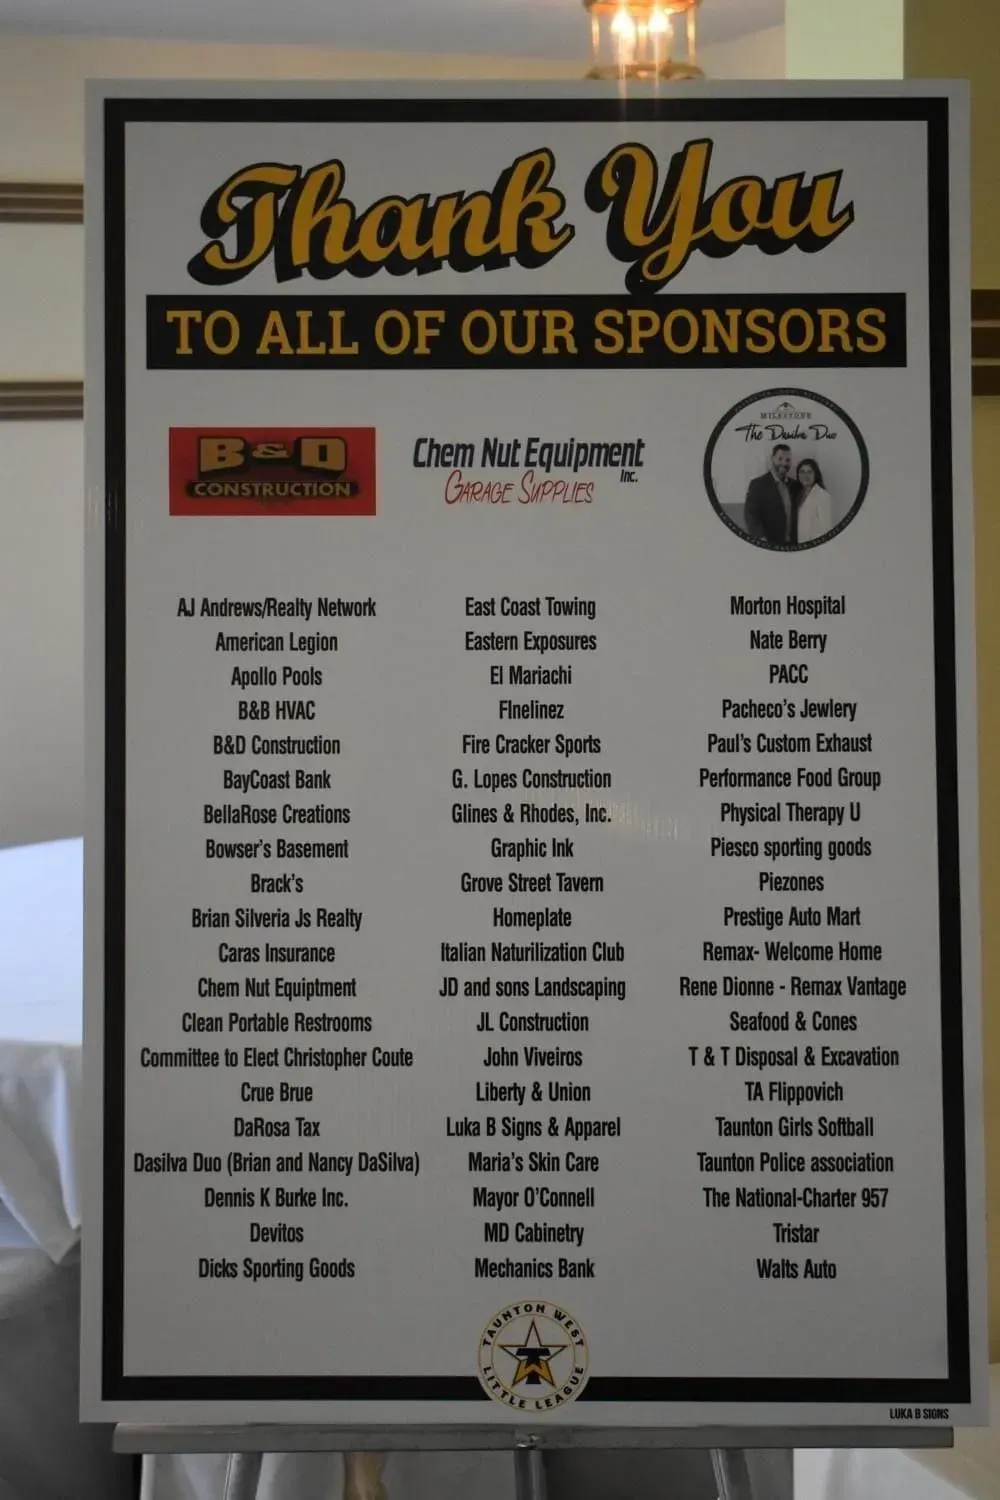 Thank You
TO ALL OF OUR SPONSORS
B&D
CONSTRUCTION
Chem Nut Equipment
Inc.
GARAGE SUPPLIES
MILESTONE
The Dasilva Duo
AJ Andrews/Realty Network
American Legion
Apollo Pools
B&B HVAC
B&D Construction
BayCoast Bank
BellaRose Creations
Bowser's Basement
Brack's
Brian Silveria Js Realty
Caras Insurance
Chem Nut Equiptment
Clean Portable Restrooms
Committee to Elect Christopher Coute
Crue Brue
DaRosa Tax
Dasilva Duo (Brian and Nancy DaSilva)
Dennis K Burke Inc.
Devitos
Dicks Sporting Goods
East Coast Towing
Eastern Exposures
El Mariachi
FInelinez
Fire Cracker Sports
G. Lopes Construction
Glines & Rhodes, Inc.
Graphic Ink
Grove Street Tavern
Homeplate
Italian Naturilization Club
JD and sons Landscaping
JL Construction
John Viveiros
Liberty & Union
Luka B Signs & Apparel
Maria's Skin Care
Mayor O'Connell
MD Cabinetry
Mechanics Bank
Morton Hospital
Nate Berry
PACC
Pacheco's Jewlery
Paul's Custom Exhaust
Performance Food Group
Physical Therapy U
Piesco sporting goods
Piezones
Prestige Auto Mart
Remax- Welcome Home
Rene Dionne - Remax Vantage
Seafood & Cones
T & T Disposal & Excavation
TA Flippovich
Taunton Girls Softball
Taunton Police association
The National-Charter 957
Tristar
Walts Auto
TAUNTON WEST
T W
LITTLE LEAGUE
LUKA B SIGNS